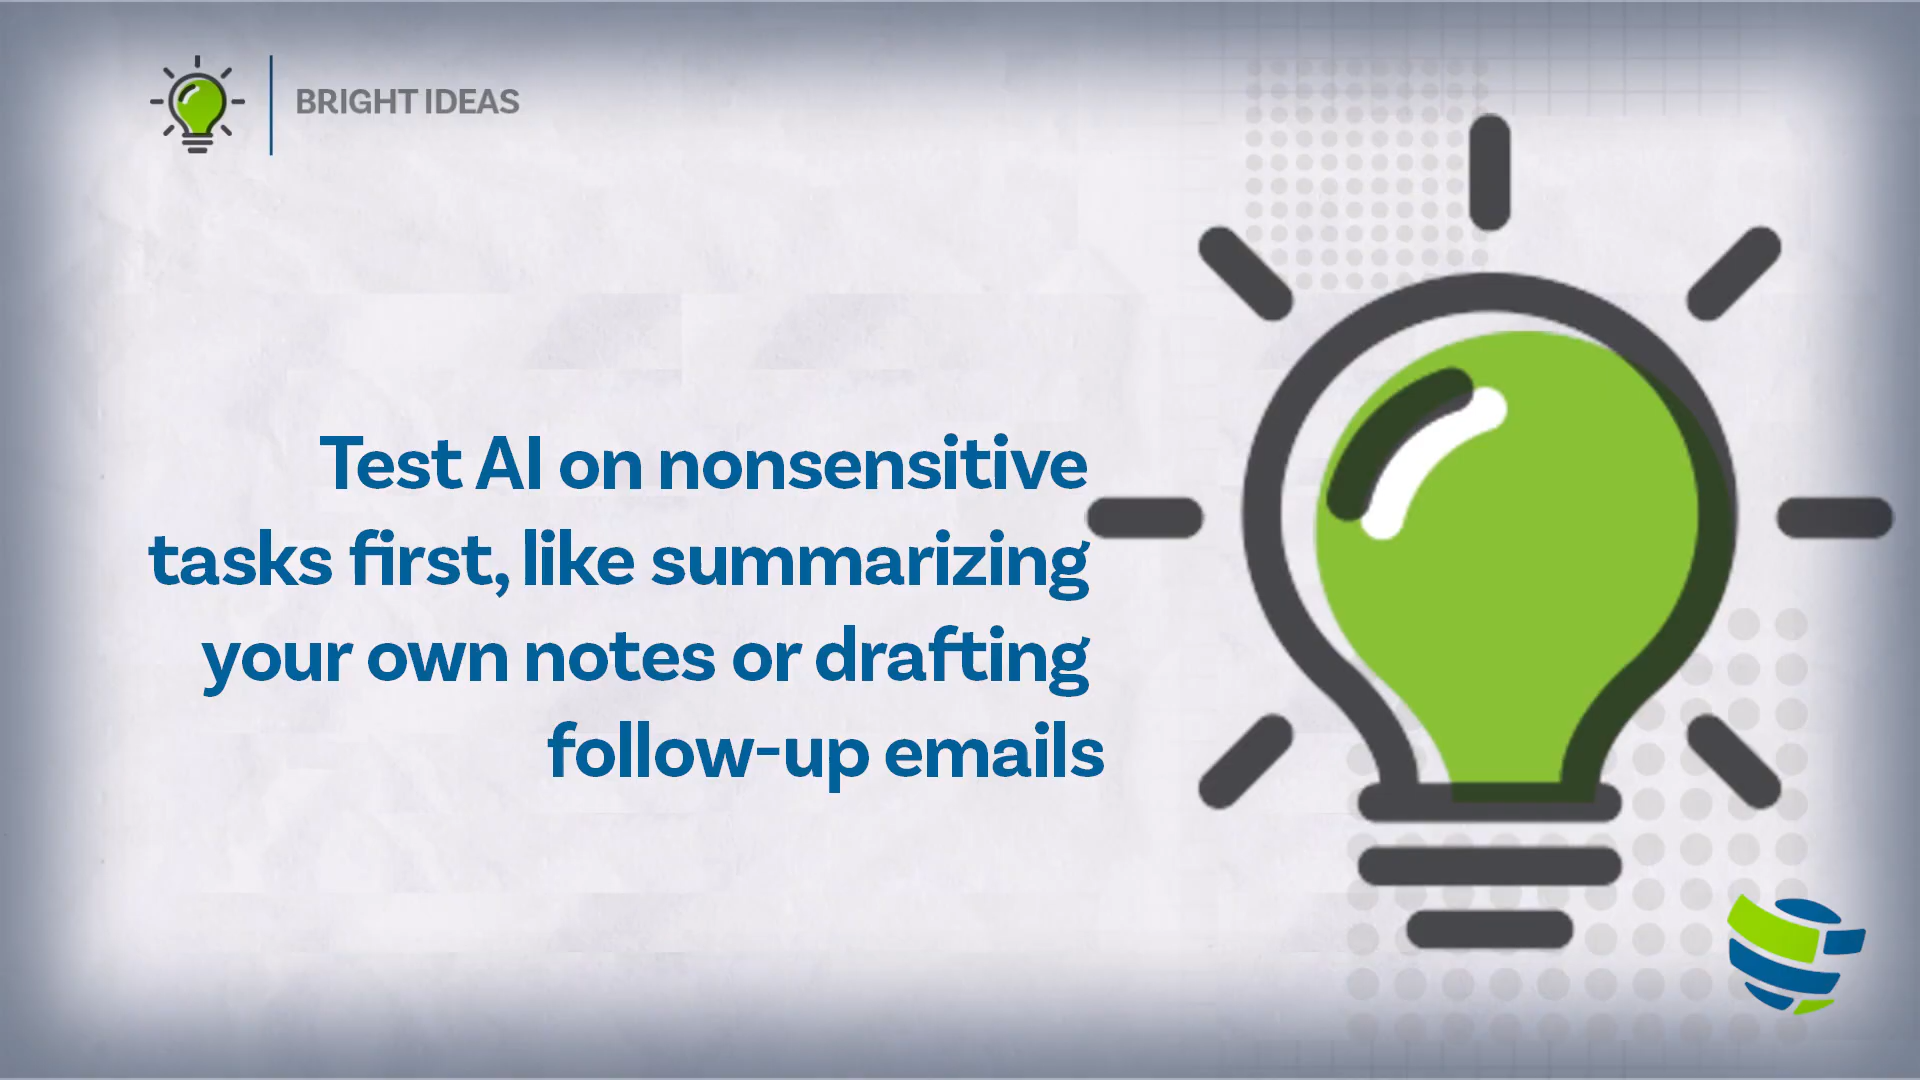 BRIGHT IDEAS
Test AI on nonsensitive
tasks first, like summarizing
your own notes or drafting
follow-up emails